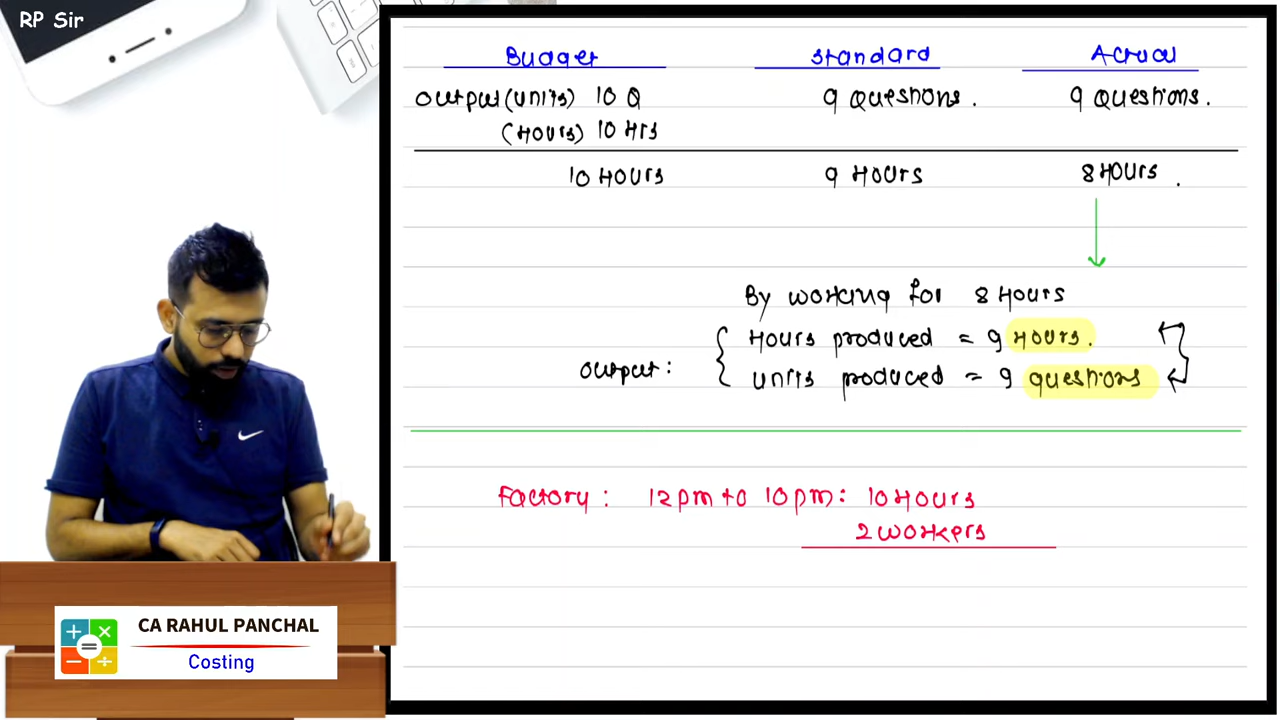 RP Sir
Budget Standard Actual
Output (units) 10 Q 9 Questions. 9 Questions.
(Hours) 10 Hrs
10 Hours 9 Hours 8 Hours.
By working for 8 Hours
Hours produced = 9 Hours.
Output:
units produced = 9 questions
Factory: 12pm to 10pm: 10 Hours
2 workers
CA RAHUL PANCHAL
Costing